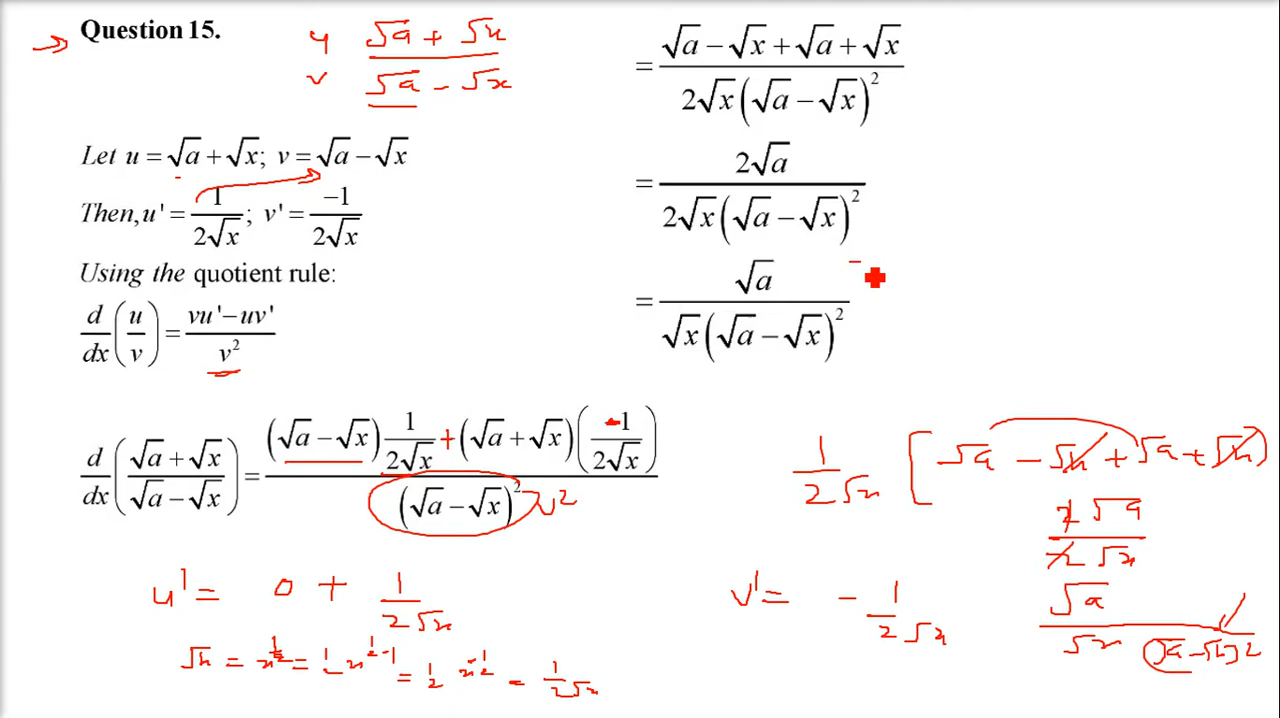 Question 15.
u √a + √x
v √a − √x
Let u = √a + √x; v = √a − √x
Then, u' = 1/(2√x); v' = −1/(2√x)
Using the quotient rule:
d/dx (u/v) = (vu' − uv')/v²
d/dx ((√a + √x)/(√a − √x)) = ((√a − √x) 1/(2√x) + (√a + √x)(−1/(2√x)))/(√a − √x)² v²
u' = 0 + 1/(2√x)
√x = x^(1/2) = 1/2 x^(1/2 − 1) = 1/2 x^(−1/2) = 1/(2√x)
= (√a − √x + √a + √x)/(2√x(√a − √x)²)
= 2√a/(2√x(√a − √x)²)
= √a/(√x(√a − √x)²)
1/(2√x) [√a − √x + √a + √x)
2√a/(2√x)
v' = − 1/(2√x)
√a/(√x (√a − √x)²)